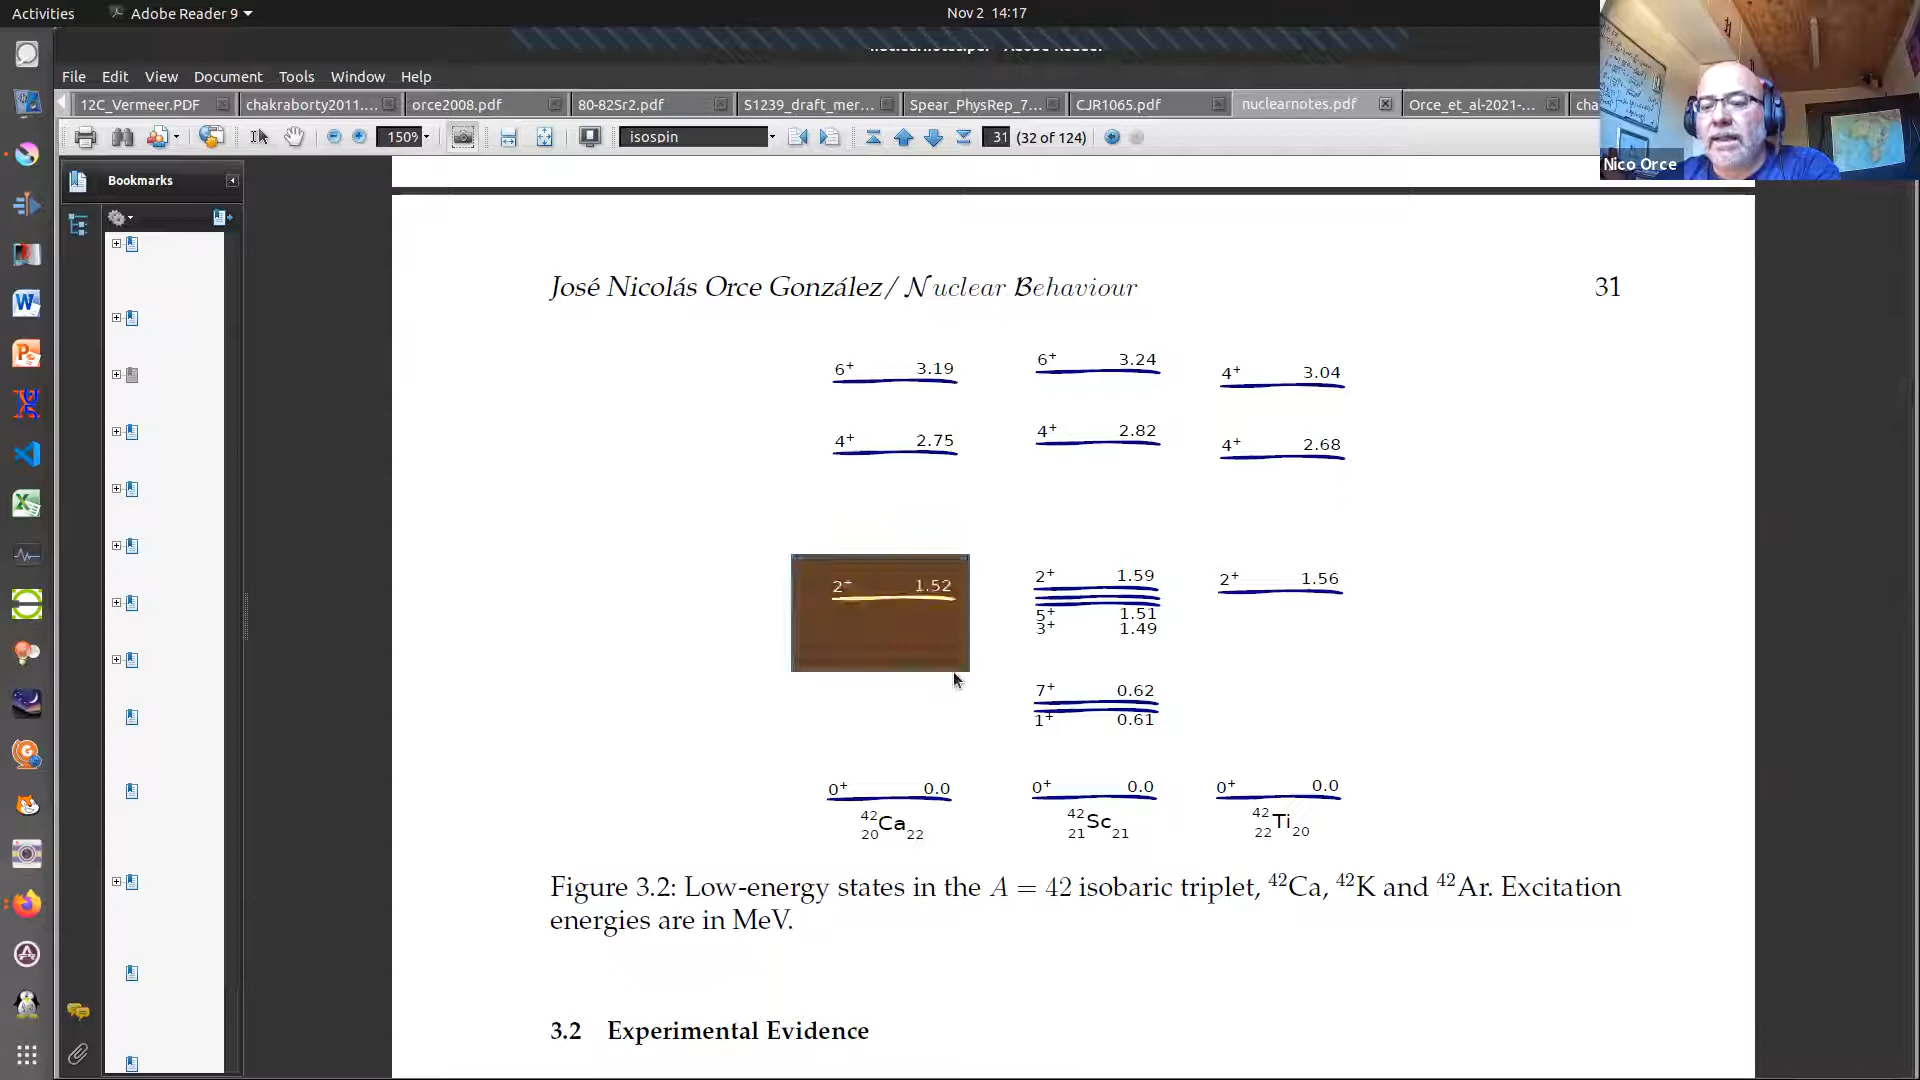 Activities
Adobe Reader 9
Nov 2 14:17
File Edit View Document Tools Window Help
12C_Vermeer.PDF
chakraborty2011....
orce2008.pdf
80-82Sr2.pdf
S1239_draft_mer...
Spear_PhysRep_7...
CJR1065.pdf
nuclearnotes.pdf
Orce_et_al-2021-...
cha
150%
isospin
31 (32 of 124)
Nico Orce
Bookmarks
José Nicolás Orce González/ Nuclear Behaviour 31
6⁺ 3.19
6⁺ 3.24
4⁺ 3.04
4⁺ 2.75
4⁺ 2.82
4⁺ 2.68
2⁺ 1.52
2⁺ 1.59
2⁺ 1.56
5⁺ 1.51
3⁺ 1.49
7⁺ 0.62
1⁺ 0.61
0⁺ 0.0
0⁺ 0.0
0⁺ 0.0
⁴²₂₀Ca₂₂
⁴²₂₁Sc₂₁
⁴²₂₂Ti₂₀
Figure 3.2: Low-energy states in the A = 42 isobaric triplet, ⁴²Ca, ⁴²K and ⁴²Ar. Excitation
energies are in MeV.
3.2 Experimental Evidence